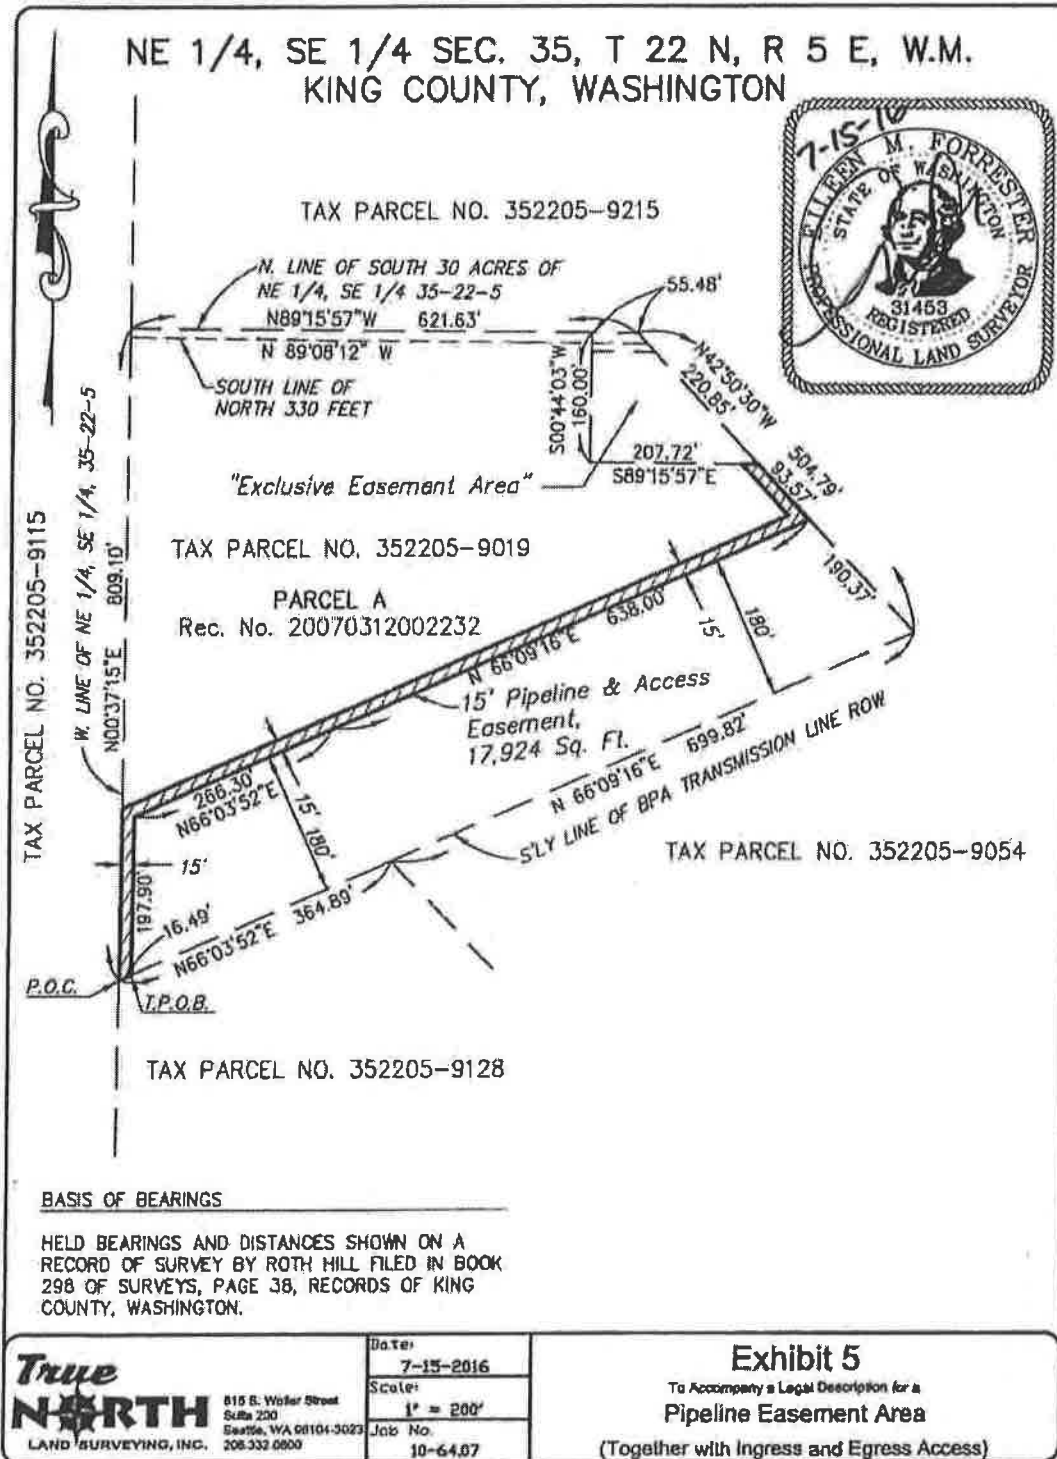 NE 1/4, SE 1/4 SEC. 35, T 22 N, R 5 E, W.M.
KING COUNTY, WASHINGTON
7-15-16
EILEEN M. FORRESTER
STATE OF WASHINGTON
31453
REGISTERED
PROFESSIONAL LAND SURVEYOR
TAX PARCEL NO. 352205-9215
N. LINE OF SOUTH 30 ACRES OF
NE 1/4, SE 1/4 35-22-5
55.48'
N89°15'57"W 621.63'
N 89°08'12" W
SOUTH LINE OF
NORTH 330 FEET
S00°44'03"W
160.00'
N42°50'30"W
220.85'
504.79'
93.57'
207.72'
S89°15'57"E
"Exclusive Easement Area"
TAX PARCEL NO. 352205-9115
W. LINE OF NE 1/4, SE 1/4, 35-22-5
N00°37'15"E 809.10'
TAX PARCEL NO. 352205-9019
PARCEL A
Rec. No. 20070312002232
190.37'
638.00'
N 66°09'16"E
15'
180'
15' Pipeline & Access
Easement,
17,924 Sq. Ft.
699.82'
N 66°09'16"E
S'LY LINE OF BPA TRANSMISSION LINE ROW
266.30'
N66°03'52"E
15'
180'
15'
197.90'
16.49'
N66°03'52"E 364.89'
TAX PARCEL NO. 352205-9054
P.O.C.
T.P.O.B.
TAX PARCEL NO. 352205-9128
BASIS OF BEARINGS
HELD BEARINGS AND DISTANCES SHOWN ON A
RECORD OF SURVEY BY ROTH HILL FILED IN BOOK
298 OF SURVEYS, PAGE 38, RECORDS OF KING
COUNTY, WASHINGTON.
True
NORTH
LAND SURVEYING, INC.
815 S. Weller Street
Suite 200
Seattle, WA 98104-3023
206.332.0800
Date:
7-15-2016
Scale:
1" = 200'
Job No.
10-64.07
Exhibit 5
To Accompany a Legal Description for a
Pipeline Easement Area
(Together with Ingress and Egress Access)